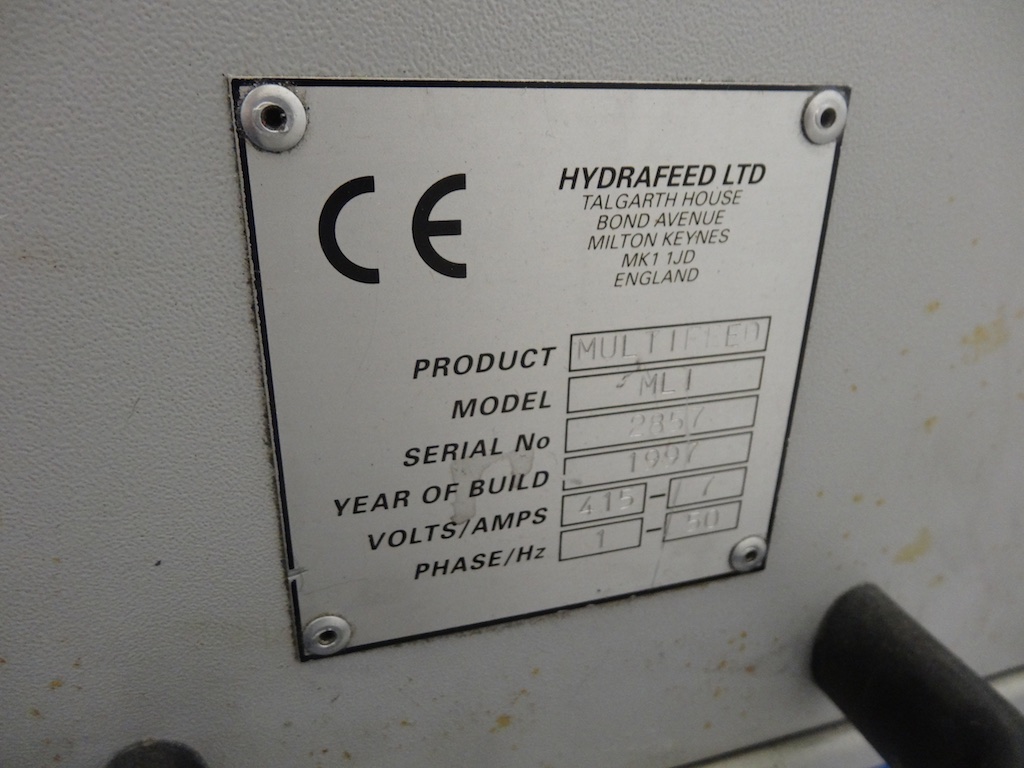 CE
HYDRAFEED LTD
TALGARTH HOUSE
BOND AVENUE
MILTON KEYNES
MK1 1JD
ENGLAND
PRODUCT MULTIFEED
MODEL ML1
SERIAL No 2857
YEAR OF BUILD 1997
VOLTS/AMPS 415 - 7
PHASE/Hz 1 - 50